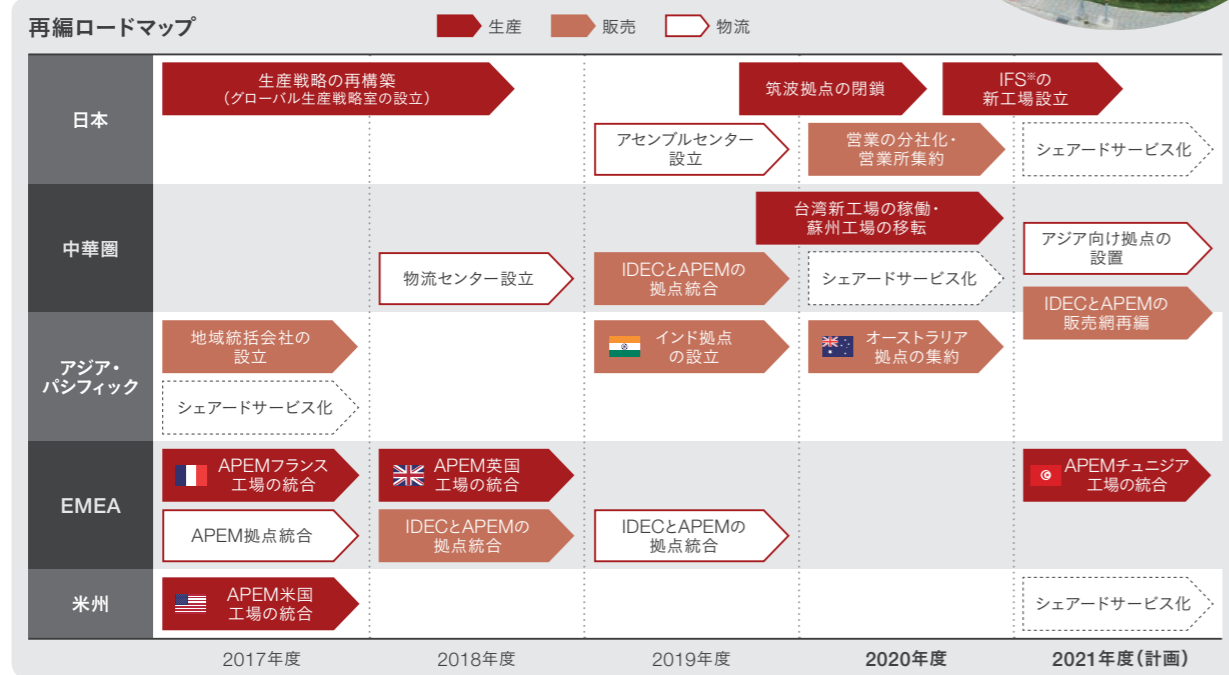 再編ロードマップ
生産
販売
物流
日本
生産戦略の再構築
(グローバル生産戦略室の設立)
筑波拠点の閉鎖
IFS※の
新工場設立
アセンブルセンター
設立
営業の分社化・
営業所集約
シェアードサービス化
中華圏
台湾新工場の稼働・
蘇州工場の移転
物流センター設立
IDECとAPEMの
拠点統合
シェアードサービス化
アジア向け拠点の
設置
IDECとAPEMの
販売網再編
アジア・
パシフィック
地域統括会社の
設立
インド拠点
の設立
オーストラリア
拠点の集約
シェアードサービス化
EMEA
APEMフランス
工場の統合
APEM英国
工場の統合
APEMチュニジア
工場の統合
APEM拠点統合
IDECとAPEMの
拠点統合
IDECとAPEMの
拠点統合
米州
APEM米国
工場の統合
シェアードサービス化
2017年度
2018年度
2019年度
2020年度
2021年度(計画)